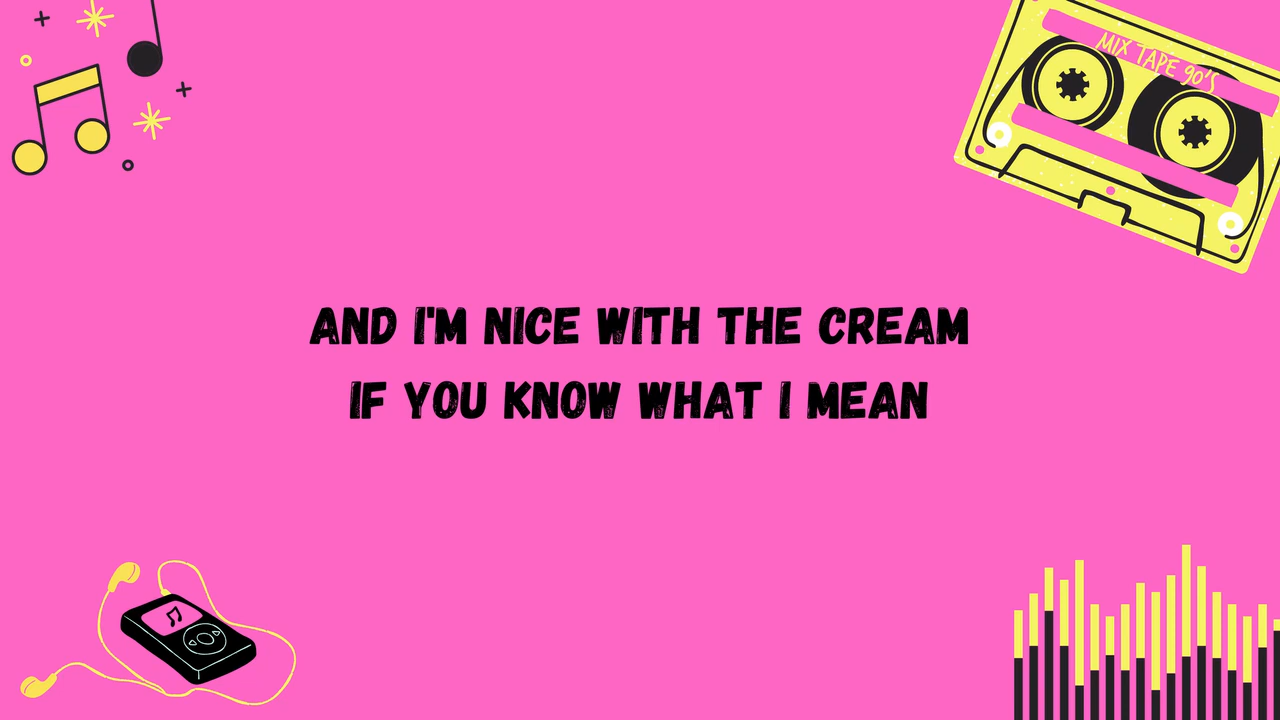 MIX TAPE 90'S
AND I'M NICE WITH THE CREAM
IF YOU KNOW WHAT I MEAN